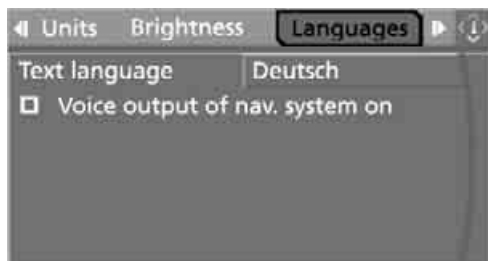 Units Brightness Languages
Text language Deutsch
Voice output of nav. system on